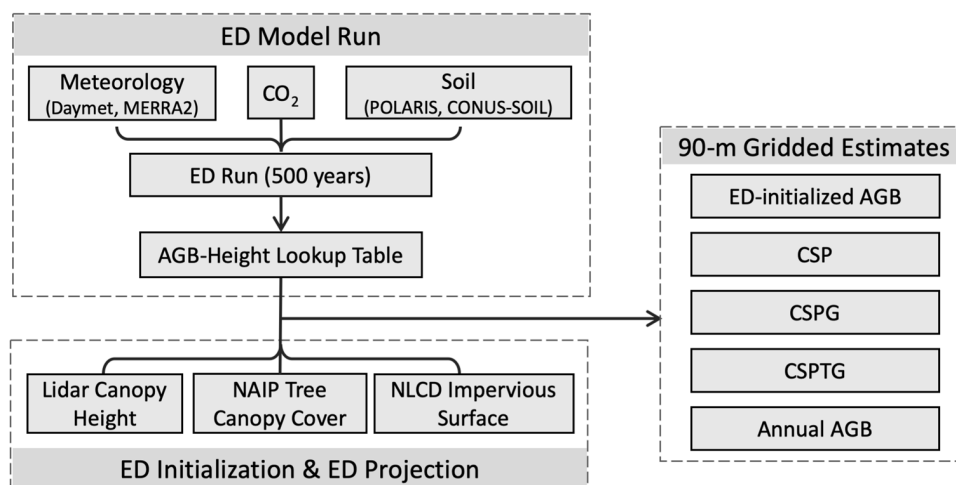 ED Model Run
Meteorology
(Daymet, MERRA2)
CO₂
Soil
(POLARIS, CONUS-SOIL)
ED Run (500 years)
AGB-Height Lookup Table
Lidar Canopy
Height
NAIP Tree
Canopy Cover
NLCD Impervious
Surface
ED Initialization & ED Projection
90-m Gridded Estimates
ED-initialized AGB
CSP
CSPG
CSPTG
Annual AGB